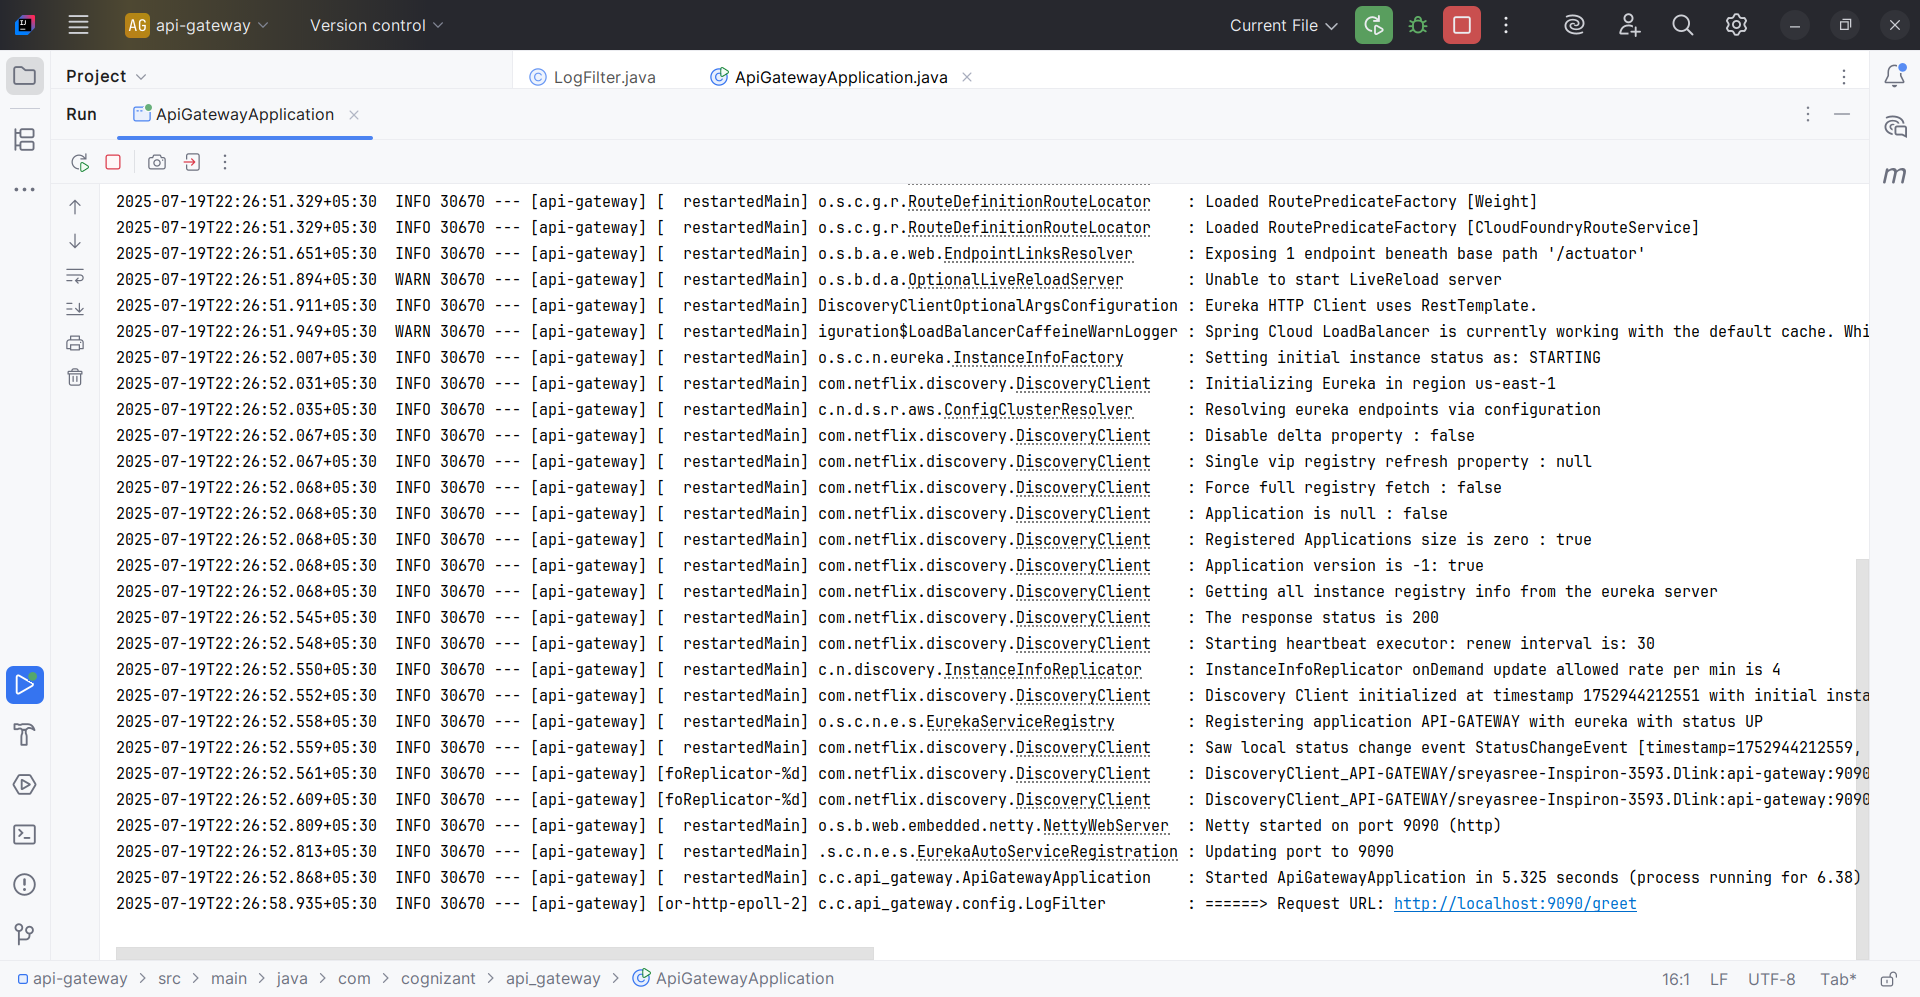 AG api-gateway Version control Current File
Project LogFilter.java ApiGatewayApplication.java
Run ApiGatewayApplication
2025-07-19T22:26:51.329+05:30  INFO 30670 --- [api-gateway] [  restartedMain] o.s.c.g.r.RouteDefinitionRouteLocator    : Loaded RoutePredicateFactory [Weight]
2025-07-19T22:26:51.329+05:30  INFO 30670 --- [api-gateway] [  restartedMain] o.s.c.g.r.RouteDefinitionRouteLocator    : Loaded RoutePredicateFactory [CloudFoundryRouteService]
2025-07-19T22:26:51.651+05:30  INFO 30670 --- [api-gateway] [  restartedMain] o.s.b.a.e.web.EndpointLinksResolver      : Exposing 1 endpoint beneath base path '/actuator'
2025-07-19T22:26:51.894+05:30  WARN 30670 --- [api-gateway] [  restartedMain] o.s.b.d.a.OptionalLiveReloadServer       : Unable to start LiveReload server
2025-07-19T22:26:51.911+05:30  INFO 30670 --- [api-gateway] [  restartedMain] DiscoveryClientOptionalArgsConfiguration : Eureka HTTP Client uses RestTemplate.
2025-07-19T22:26:51.949+05:30  WARN 30670 --- [api-gateway] [  restartedMain] iguration$LoadBalancerCaffeineWarnLogger : Spring Cloud LoadBalancer is currently working with the default cache. Whi
2025-07-19T22:26:52.007+05:30  INFO 30670 --- [api-gateway] [  restartedMain] o.s.c.n.eureka.InstanceInfoFactory       : Setting initial instance status as: STARTING
2025-07-19T22:26:52.031+05:30  INFO 30670 --- [api-gateway] [  restartedMain] com.netflix.discovery.DiscoveryClient    : Initializing Eureka in region us-east-1
2025-07-19T22:26:52.035+05:30  INFO 30670 --- [api-gateway] [  restartedMain] c.n.d.s.r.aws.ConfigClusterResolver      : Resolving eureka endpoints via configuration
2025-07-19T22:26:52.067+05:30  INFO 30670 --- [api-gateway] [  restartedMain] com.netflix.discovery.DiscoveryClient    : Disable delta property : false
2025-07-19T22:26:52.067+05:30  INFO 30670 --- [api-gateway] [  restartedMain] com.netflix.discovery.DiscoveryClient    : Single vip registry refresh property : null
2025-07-19T22:26:52.068+05:30  INFO 30670 --- [api-gateway] [  restartedMain] com.netflix.discovery.DiscoveryClient    : Force full registry fetch : false
2025-07-19T22:26:52.068+05:30  INFO 30670 --- [api-gateway] [  restartedMain] com.netflix.discovery.DiscoveryClient    : Application is null : false
2025-07-19T22:26:52.068+05:30  INFO 30670 --- [api-gateway] [  restartedMain] com.netflix.discovery.DiscoveryClient    : Registered Applications size is zero : true
2025-07-19T22:26:52.068+05:30  INFO 30670 --- [api-gateway] [  restartedMain] com.netflix.discovery.DiscoveryClient    : Application version is -1: true
2025-07-19T22:26:52.068+05:30  INFO 30670 --- [api-gateway] [  restartedMain] com.netflix.discovery.DiscoveryClient    : Getting all instance registry info from the eureka server
2025-07-19T22:26:52.545+05:30  INFO 30670 --- [api-gateway] [  restartedMain] com.netflix.discovery.DiscoveryClient    : The response status is 200
2025-07-19T22:26:52.548+05:30  INFO 30670 --- [api-gateway] [  restartedMain] com.netflix.discovery.DiscoveryClient    : Starting heartbeat executor: renew interval is: 30
2025-07-19T22:26:52.550+05:30  INFO 30670 --- [api-gateway] [  restartedMain] c.n.discovery.InstanceInfoReplicator     : InstanceInfoReplicator onDemand update allowed rate per min is 4
2025-07-19T22:26:52.552+05:30  INFO 30670 --- [api-gateway] [  restartedMain] com.netflix.discovery.DiscoveryClient    : Discovery Client initialized at timestamp 1752944212551 with initial insta
2025-07-19T22:26:52.558+05:30  INFO 30670 --- [api-gateway] [  restartedMain] o.s.c.n.e.s.EurekaServiceRegistry        : Registering application API-GATEWAY with eureka with status UP
2025-07-19T22:26:52.559+05:30  INFO 30670 --- [api-gateway] [  restartedMain] com.netflix.discovery.DiscoveryClient    : Saw local status change event StatusChangeEvent [timestamp=1752944212559,
2025-07-19T22:26:52.561+05:30  INFO 30670 --- [api-gateway] [foReplicator-%d] com.netflix.discovery.DiscoveryClient    : DiscoveryClient_API-GATEWAY/sreyasree-Inspiron-3593.Dlink:api-gateway:9090
2025-07-19T22:26:52.609+05:30  INFO 30670 --- [api-gateway] [foReplicator-%d] com.netflix.discovery.DiscoveryClient    : DiscoveryClient_API-GATEWAY/sreyasree-Inspiron-3593.Dlink:api-gateway:9090
2025-07-19T22:26:52.809+05:30  INFO 30670 --- [api-gateway] [  restartedMain] o.s.b.web.embedded.netty.NettyWebServer  : Netty started on port 9090 (http)
2025-07-19T22:26:52.813+05:30  INFO 30670 --- [api-gateway] [  restartedMain] .s.c.n.e.s.EurekaAutoServiceRegistration : Updating port to 9090
2025-07-19T22:26:52.868+05:30  INFO 30670 --- [api-gateway] [  restartedMain] c.c.api_gateway.ApiGatewayApplication    : Started ApiGatewayApplication in 5.325 seconds (process running for 6.38)
2025-07-19T22:26:58.935+05:30  INFO 30670 --- [api-gateway] [or-http-epoll-2] c.c.api_gateway.config.LogFilter         : ======> Request URL: http://localhost:9090/greet
api-gateway > src > main > java > com > cognizant > api_gateway > ApiGatewayApplication 16:1 LF UTF-8 Tab*